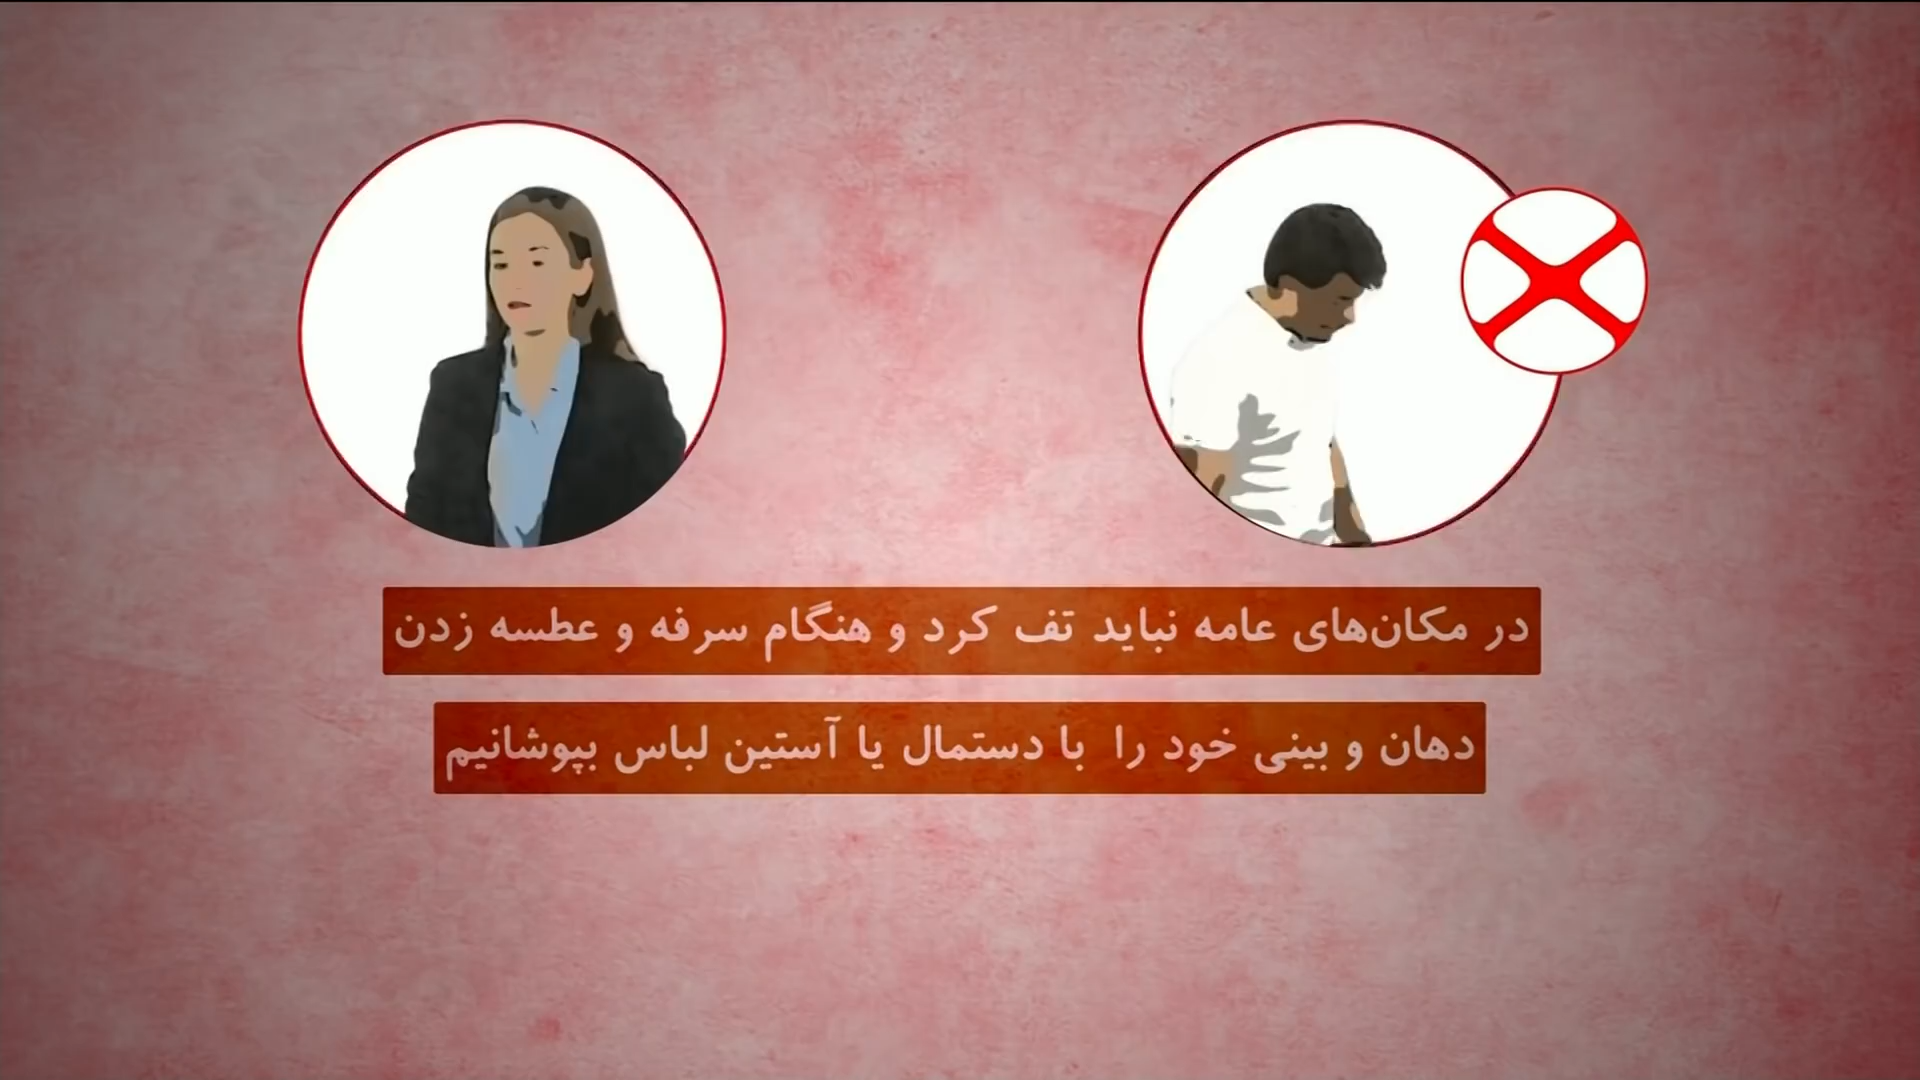 در مکان‌های عامه نباید تف کرد و هنگام سرفه و عطسه زدن
دهان و بینی خود را با دستمال یا آستین لباس بپوشانیم